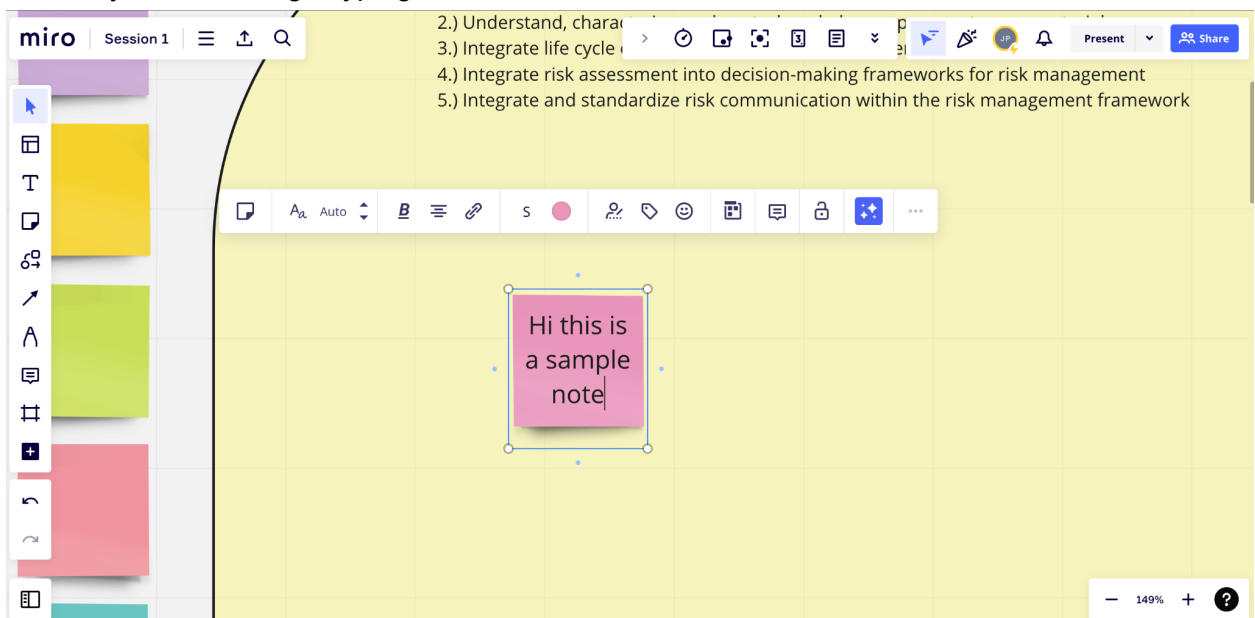 miro
Session 1
2.) Understand,
3.) Integrate life cycle
Present
Share
4.) Integrate risk assessment into decision-making frameworks for risk management
5.) Integrate and standardize risk communication within the risk management framework
Aa Auto B S
Hi this is
a sample
note
JP
3
149%
?